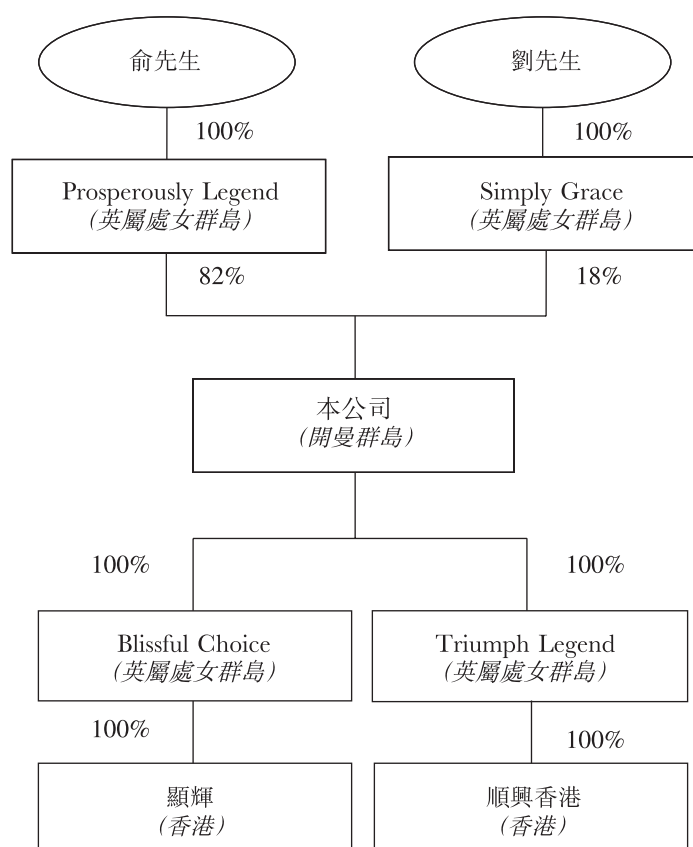 俞先生
劉先生
100%
100%
Prosperously Legend
(英屬處女群島)
Simply Grace
(英屬處女群島)
82%
18%
本公司
(開曼群島)
100%
100%
Blissful Choice
(英屬處女群島)
Triumph Legend
(英屬處女群島)
100%
100%
顯輝
(香港)
順興香港
(香港)